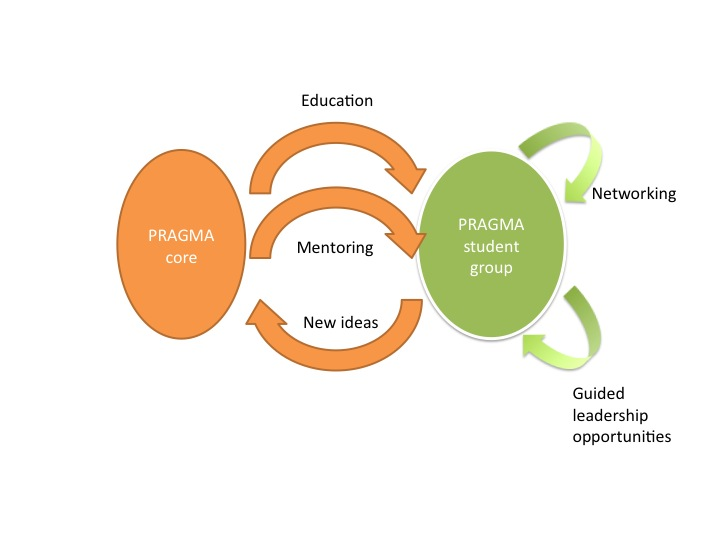 Education
Networking
PRAGMA
core
PRAGMA
student
group
Mentoring
New ideas
Guided
leadership
opportunities